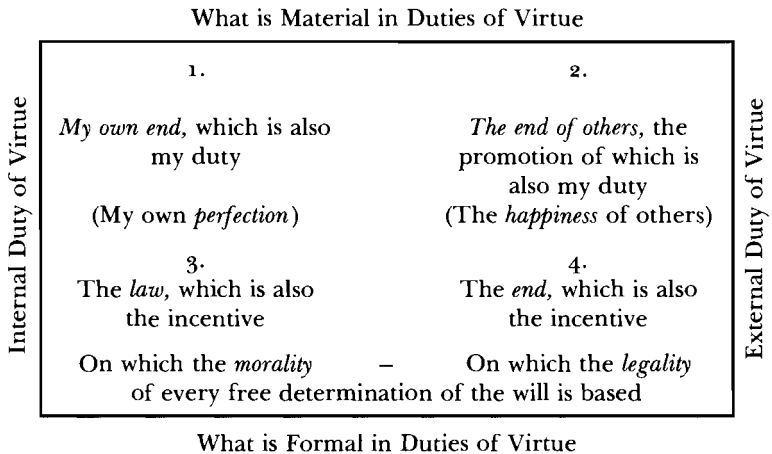 What is Material in Duties of Virtue
Internal Duty of Virtue
1.
My own end, which is also
my duty
(My own perfection)
2.
The end of others, the
promotion of which is
also my duty
(The happiness of others)
3.
The law, which is also
the incentive
On which the morality
4.
The end, which is also
the incentive
– On which the legality
of every free determination of the will is based
External Duty of Virtue
What is Formal in Duties of Virtue